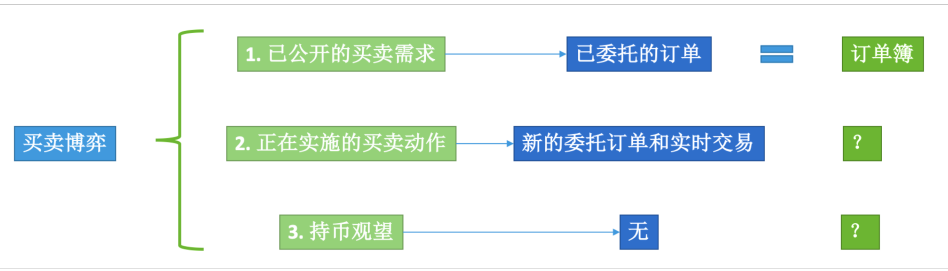 1. 已公开的买卖需求
已委托的订单
订单簿
买卖博弈
2. 正在实施的买卖动作
新的委托订单和实时交易
？
3. 持币观望
无
？